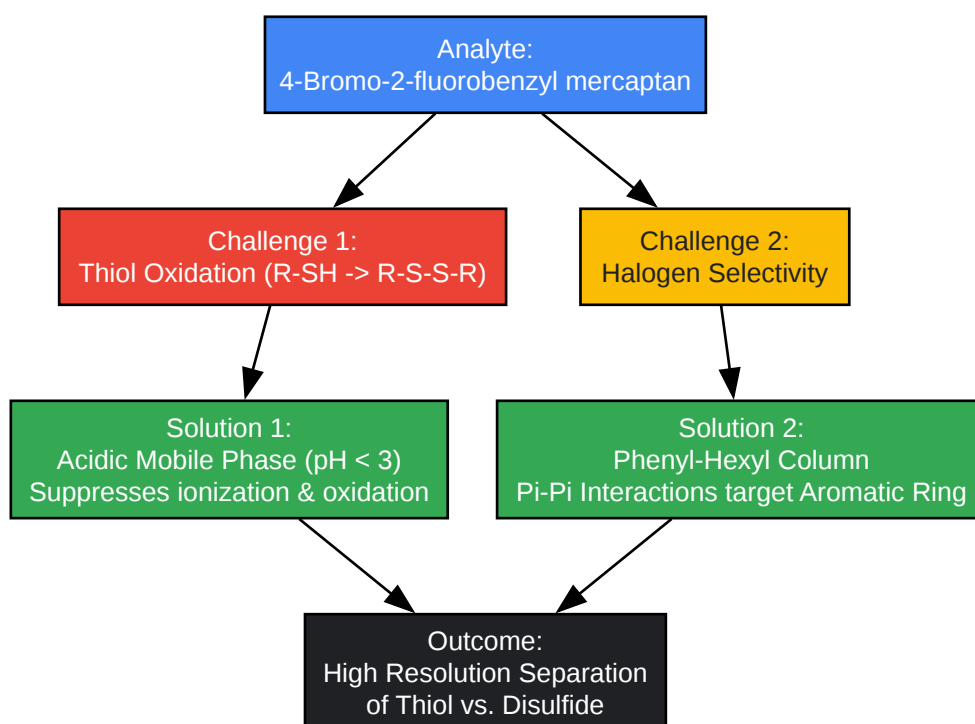 Analyte:
4-Bromo-2-fluorobenzyl mercaptan
Challenge 1:
Thiol Oxidation (R-SH -> R-S-S-R)
Challenge 2:
Halogen Selectivity
Solution 1:
Acidic Mobile Phase (pH < 3)
Suppresses ionization & oxidation
Solution 2:
Phenyl-Hexyl Column
Pi-Pi Interactions target Aromatic Ring
Outcome:
High Resolution Separation
of Thiol vs. Disulfide